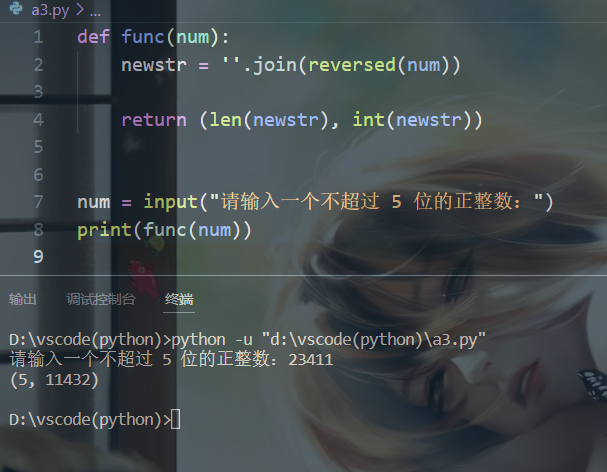 a3.py > ...
1 def func(num):
2     newstr = ''.join(reversed(num))
3
4     return (len(newstr), int(newstr))
5
6
7 num = input("请输入一个不超过 5 位的正整数：")
8 print(func(num))
9
输出 调试控制台 终端
D:\vscode(python)>python -u "d:\vscode(python)\a3.py"
请输入一个不超过 5 位的正整数：23411
(5, 11432)
D:\vscode(python)>